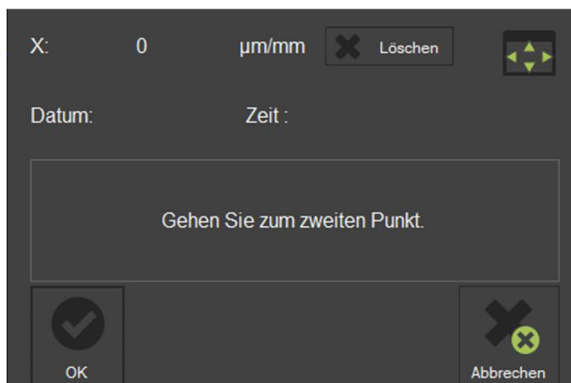 X: 0 µm/mm Löschen
Datum: Zeit :
Gehen Sie zum zweiten Punkt.
OK Abbrechen